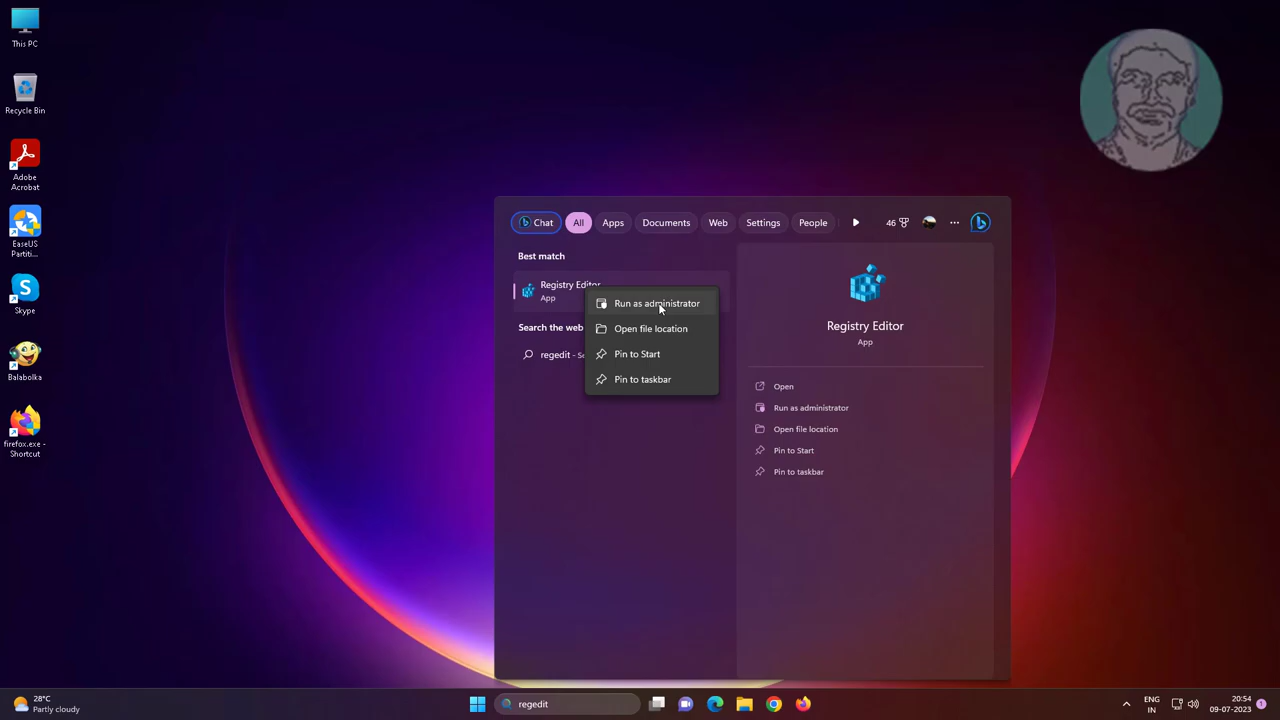 This PC
Recycle Bin
Adobe
Acrobat
EaseUS
Partiti...
Skype
Balabolka
firefox.exe -
Shortcut
Chat
All
Apps
Documents
Web
Settings
People
46
Best match
Registry Editor
App
Search the web
regedit
Run as administrator
Open file location
Pin to Start
Pin to taskbar
Registry Editor
App
Open
Run as administrator
Open file location
Pin to Start
Pin to taskbar
28°C
Partly cloudy
regedit
ENG
IN
20:54
09-07-2023
1